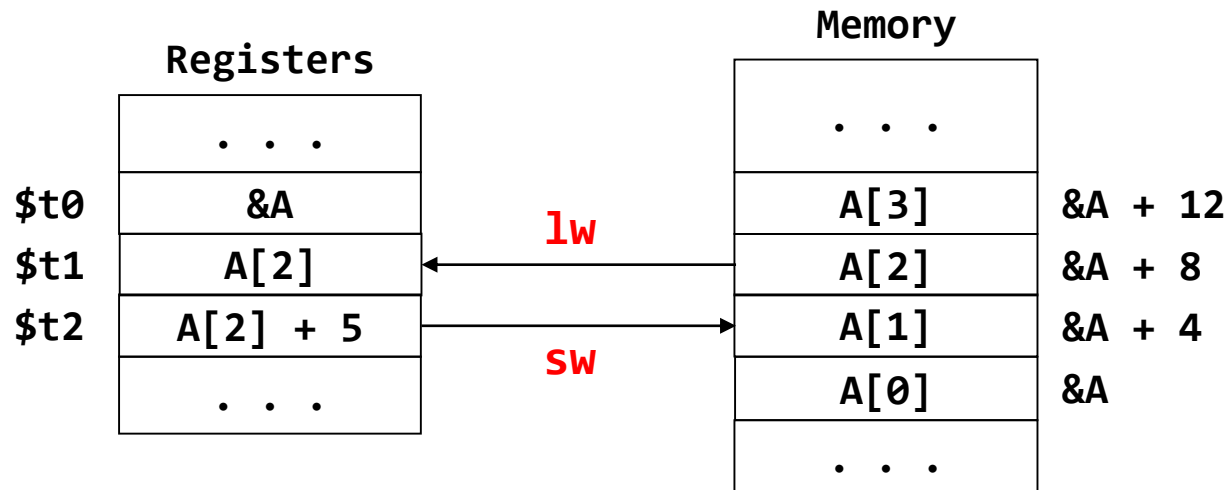 Registers
. . .
$t0 &A
$t1 A[2]
$t2 A[2] + 5
. . .
lw
sw
Memory
. . .
A[3] &A + 12
A[2] &A + 8
A[1] &A + 4
A[0] &A
. . .